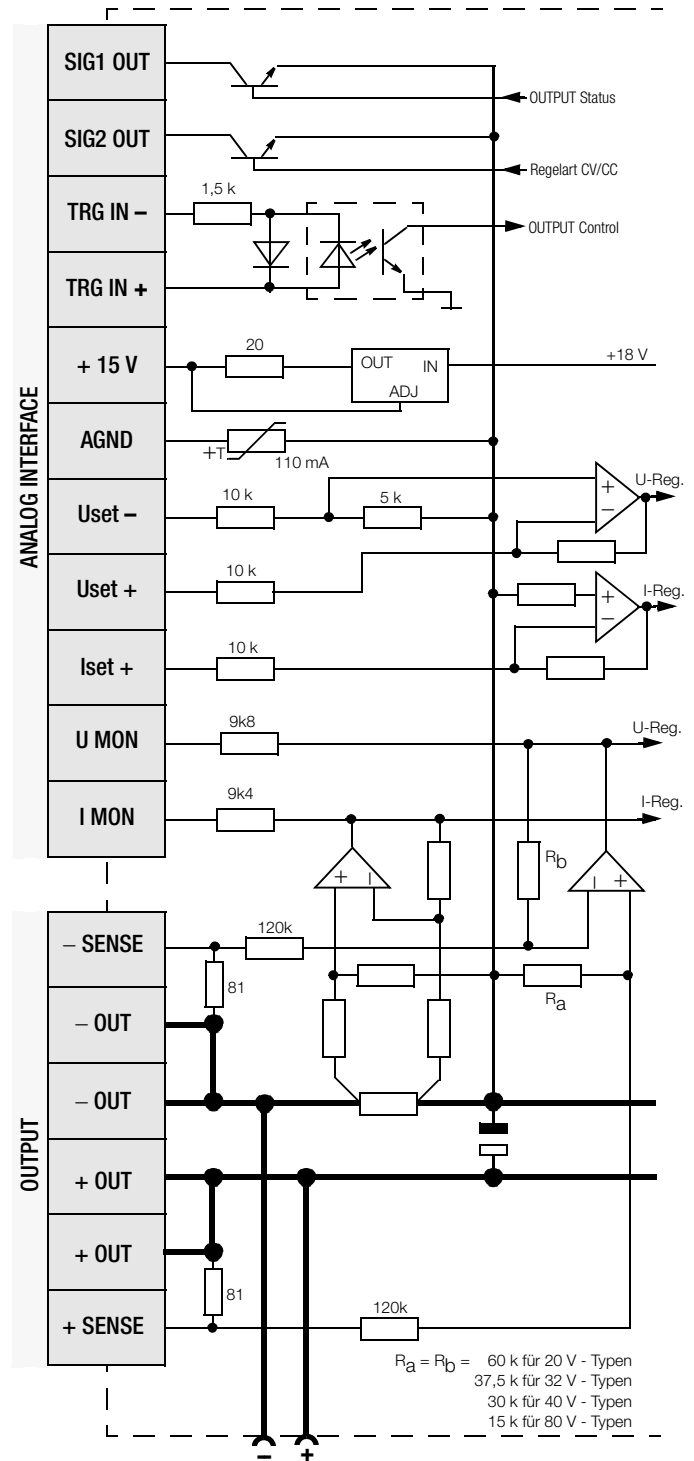 ANALOG INTERFACE
SIG1 OUT
OUTPUT Status
SIG2 OUT
Regelart CV/CC
TRG IN –
1,5 k
OUTPUT Control
TRG IN +
+ 15 V
20
OUT
IN
ADJ
+18 V
AGND
+T
110 mA
Uset –
10 k
5 k
+
–
U-Reg.
Uset +
10 k
+
–
I-Reg.
Iset +
10 k
U MON
9k8
U-Reg.
I MON
9k4
I-Reg.
+
–
Rb
–
+
OUTPUT
– SENSE
120k
81
Ra
– OUT
– OUT
+ OUT
+ OUT
81
+ SENSE
120k
Ra = Rb = 60 k für 20 V - Typen
37,5 k für 32 V - Typen
30 k für 40 V - Typen
15 k für 80 V - Typen
–
+